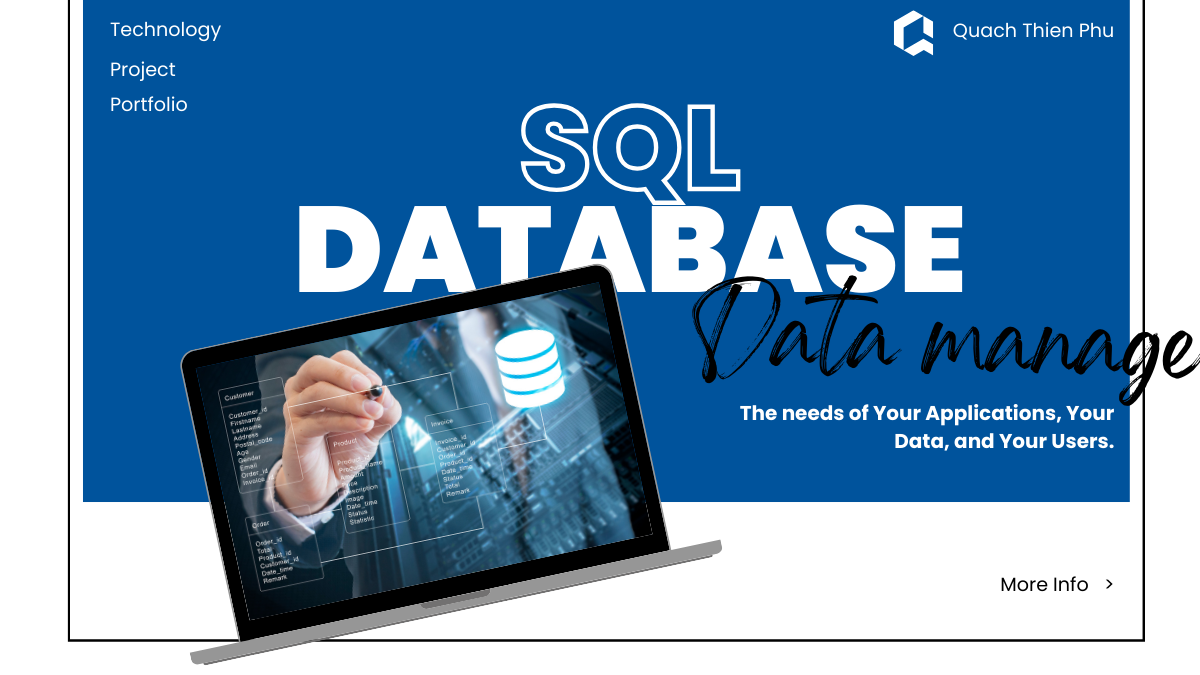 Technology
Project
Portfolio
Quach Thien Phu
SQL
DATABASE
Data manage
The needs of Your Applications, Your
Data, and Your Users.
Customer
Customer_id
Firstname
Lastname
Address
Postal_code
Age
Gender
Email
Order_id
Invoice
Product
Product_name
Amount
Price
Description
Image
Date_time
Status
Statistic
Invoice
Invoice_id
Customer_id
Order_id
Product_id
Date_time
Status
Total
Remark
Order
Order_id
Total
Product_id
Customer_id
Date_time
Remark
More Info >